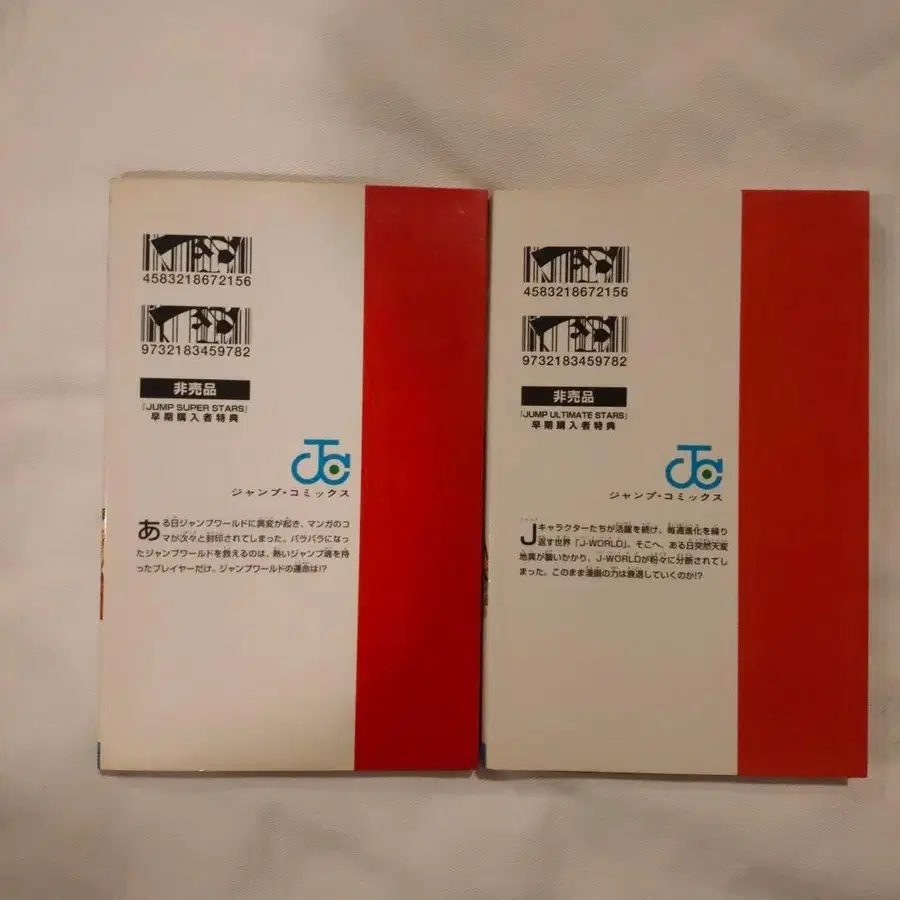 4583218672156
9732183459782
非売品
『JUMP SUPER STARS』
早期購入者特典
JC
ジャンプ・コミックス
ある日ジャンプワールドに異変が起き、マンガのコ
マが次々と封印されてしまった。バラバラになっ
たジャンプワールドを救えるのは、熱いジャンプ魂を持
ったプレイヤーだけ。ジャンプワールドの運命は!?
4583218672156
9732183459782
非売品
『JUMP ULTIMATE STARS』
早期購入者特典
JC
ジャンプ・コミックス
Jキャラクターたちが活躍を続け、毎週進化を繰り
返す世界「J-WORLD」。そこへ、ある日突然天変
地異が襲いかかり、J-WORLDが粉々に分断されてし
まった。このまま漫画の力は衰退していくのか!?